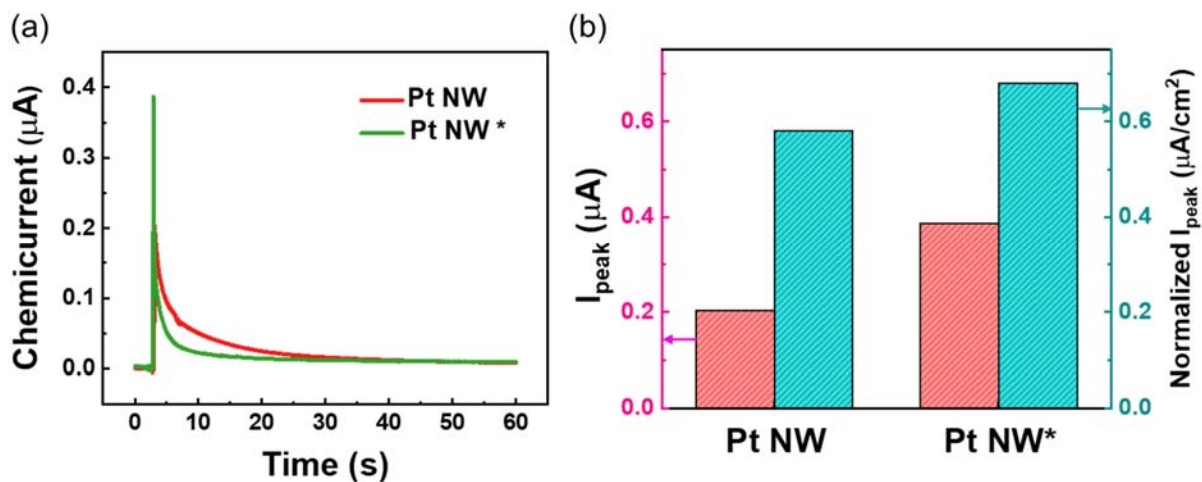 (a)
Chemicurrent (μA)
0.4
0.3
0.2
0.1
0.0
Pt NW
Pt NW *
0 10 20 30 40 50 60
Time (s)
(b)
I_peak (μA)
0.6
0.4
0.2
0.0
Pt NW Pt NW*
0.6
0.4
0.2
0.0
Normalized I_peak (μA/cm²)